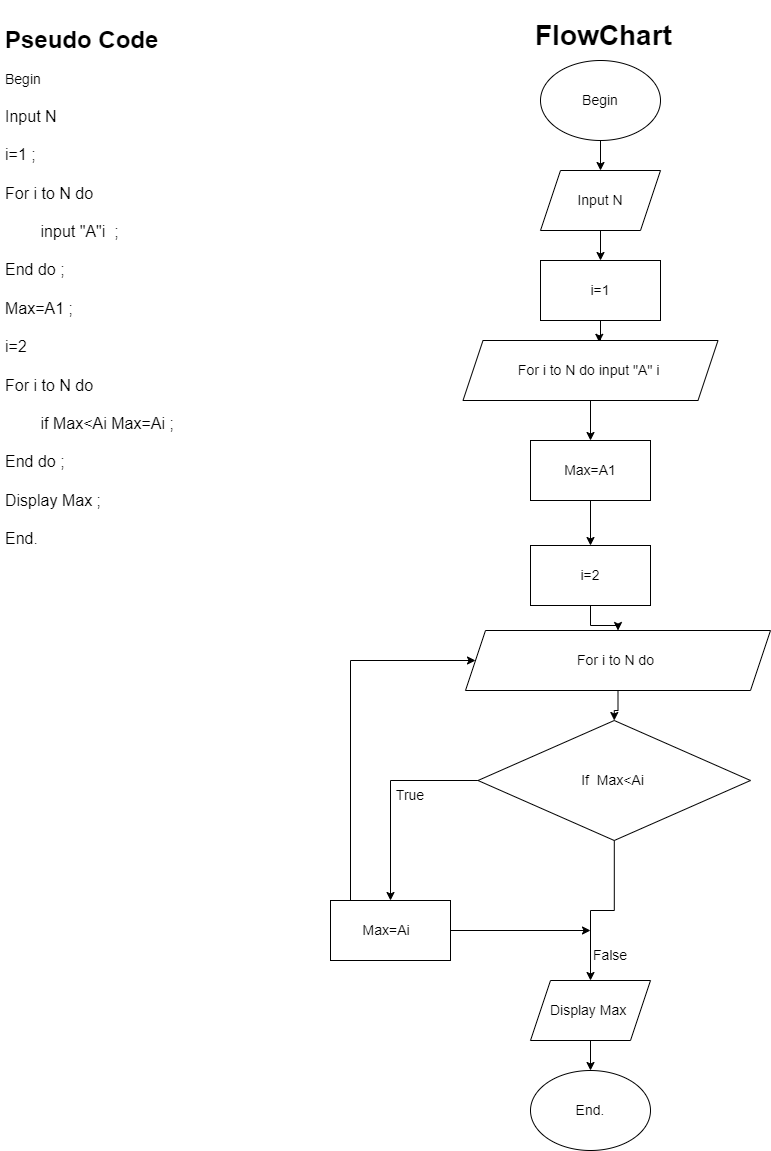 Pseudo Code
Begin
Input N
i=1 ;
For i to N do
input "A"i ;
End do ;
Max=A1 ;
i=2
For i to N do
if Max<Ai Max=Ai ;
End do ;
Display Max ;
End.
FlowChart
Begin
Input N
i=1
For i to N do input "A" i
Max=A1
i=2
For i to N do
If Max<Ai
True
Max=Ai
False
Display Max
End.